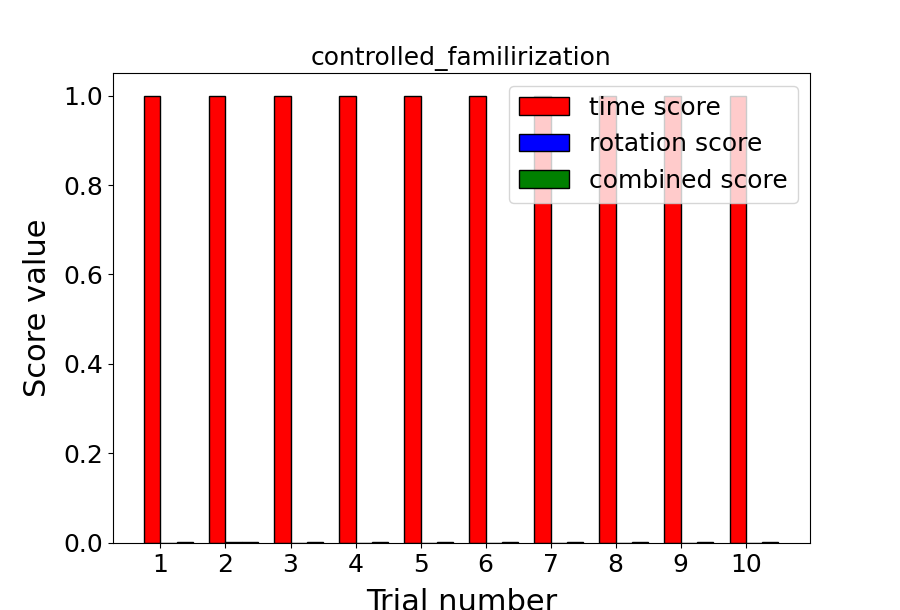 controlled_familirization
time score
rotation score
combined score
Score value
1.0
0.8
0.6
0.4
0.2
0.0
1 2 3 4 5 6 7 8 9 10
Trial number